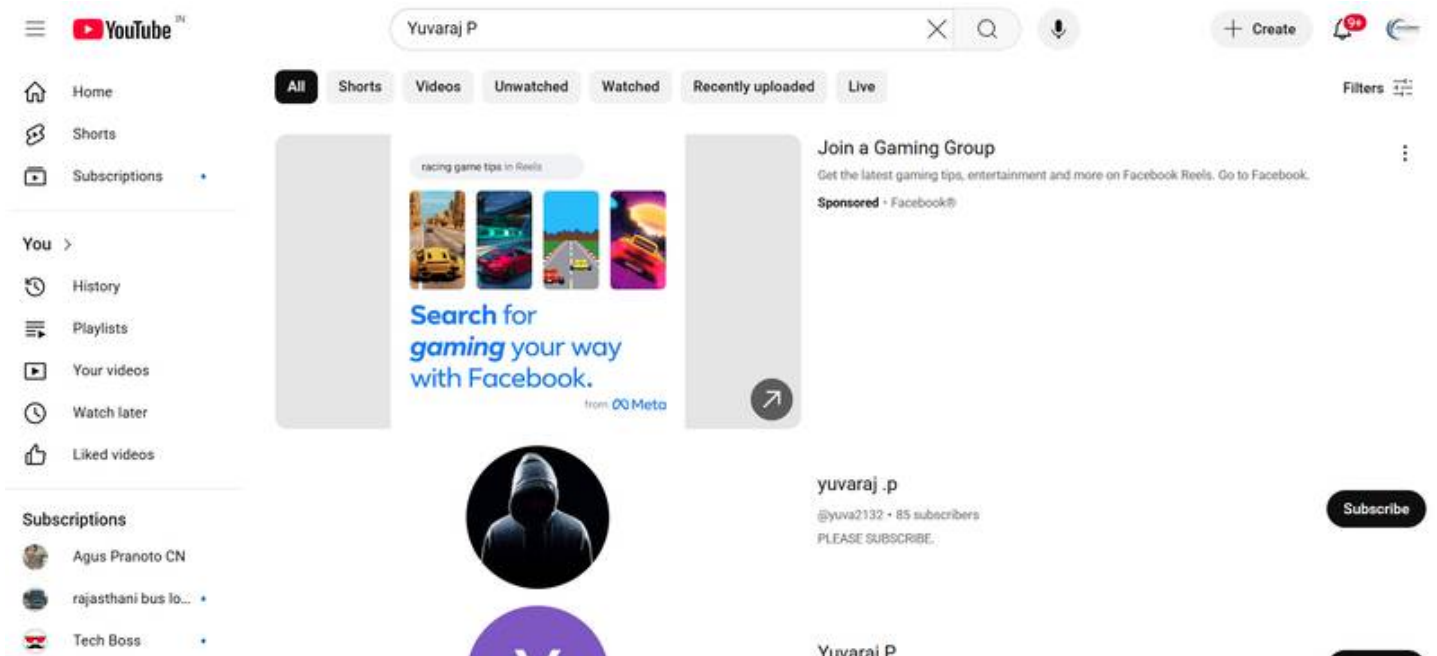 YouTube IN
Yuvaraj P
Create
9+
Home
Shorts
Subscriptions
You
History
Playlists
Your videos
Watch later
Liked videos
Subscriptions
Agus Pranoto CN
rajasthani bus lo...
Tech Boss
All Shorts Videos Unwatched Watched Recently uploaded Live Filters
racing game tips in Reels
Search for
gaming your way
with Facebook.
from Meta
Join a Gaming Group
Get the latest gaming tips, entertainment and more on Facebook Reels. Go to Facebook.
Sponsored · Facebook®
yuvaraj .p
@yuva2132 • 85 subscribers
PLEASE SUBSCRIBE.
Subscribe
Yuvaraj P